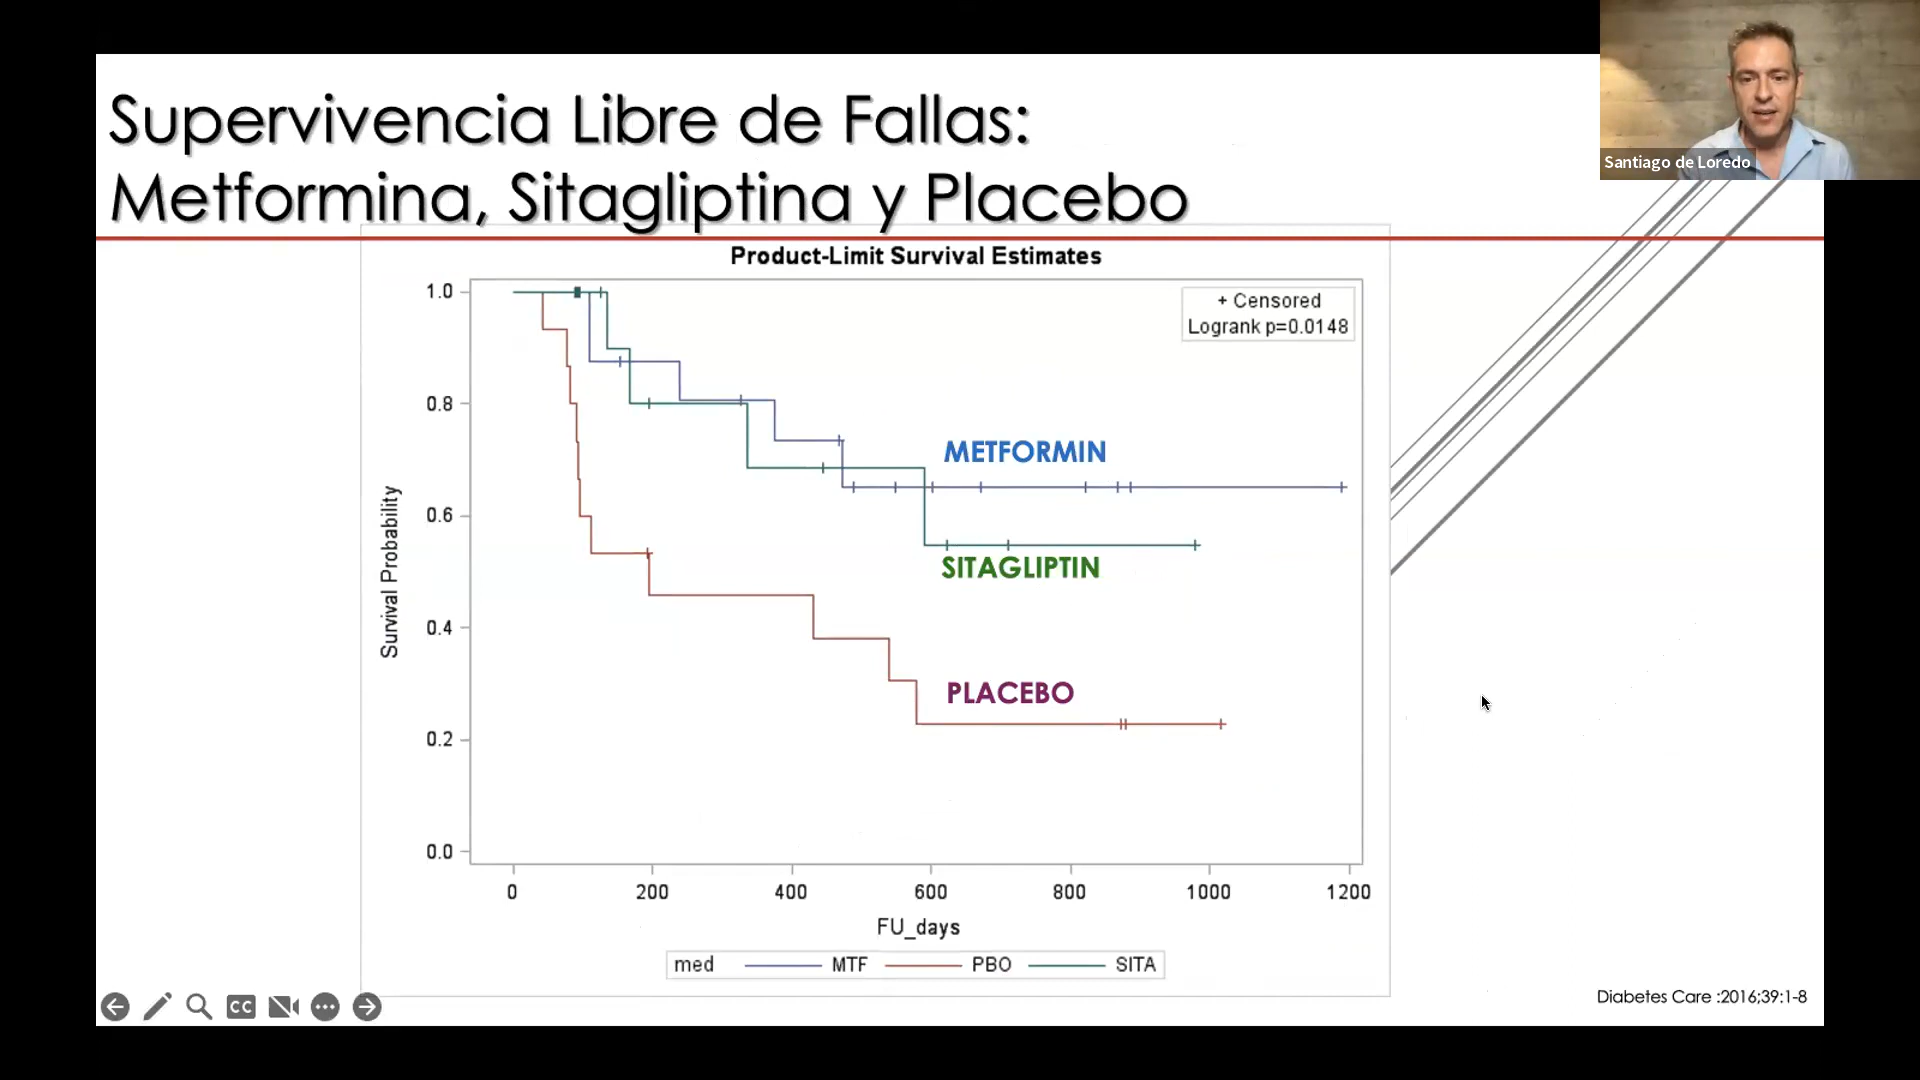 Supervivencia Libre de Fallas:
Metformina, Sitagliptina y Placebo
Santiago de Loredo
Product-Limit Survival Estimates
+ Censored
Logrank p=0.0148
1.0
0.8
0.6
0.4
0.2
0.0
Survival Probability
METFORMIN
SITAGLIPTIN
PLACEBO
0 200 400 600 800 1000 1200
FU_days
med MTF PBO SITA
CC
Diabetes Care :2016;39:1-8